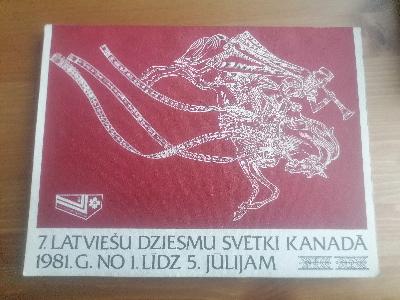 7. LATVIEŠU DZIESMU SVĒTKI KANADĀ
1981. G. NO 1. LĪDZ 5. JŪLIJAM